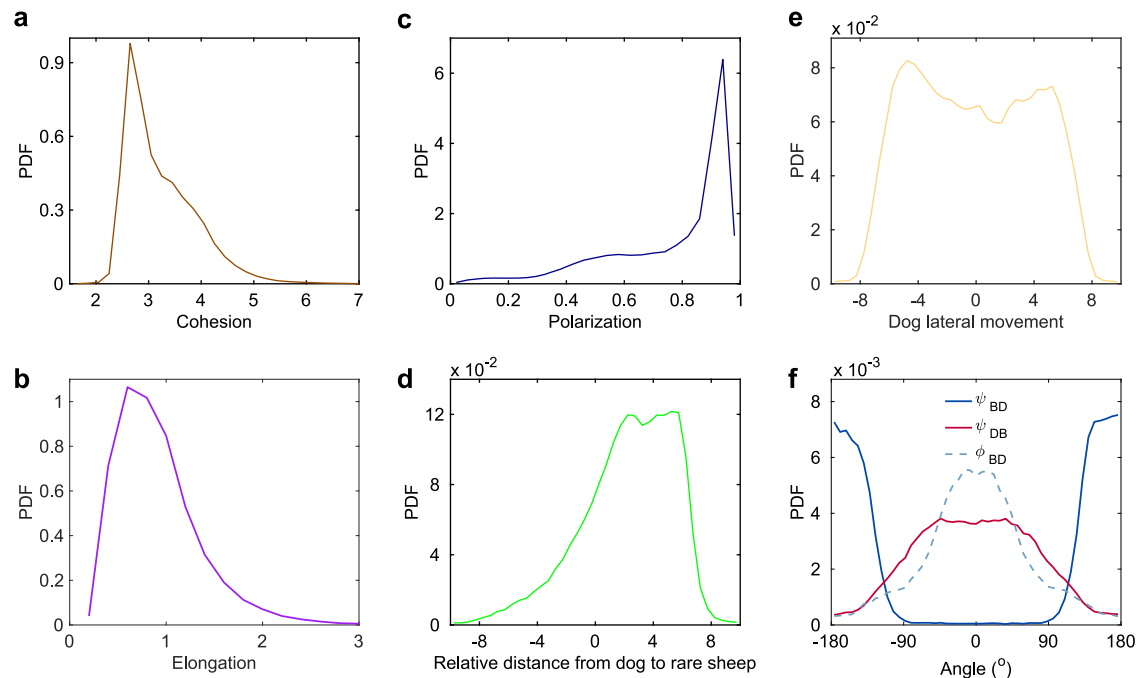 a
0.9
0.6
0.3
0
PDF
2 3 4 5 6 7
Cohesion
c
6
4
2
0
PDF
0 0.2 0.4 0.6 0.8 1
Polarization
e
x 10-2
8
6
4
2
0
PDF
-8 -4 0 4 8
Dog lateral movement
b
1
0.8
0.6
0.4
0.2
0
PDF
0 1 2 3
Elongation
d
x 10-2
12
8
4
0
PDF
-8 -4 0 4 8
Relative distance from dog to rare sheep
f
x 10-3
8
6
4
2
0
PDF
ψ BD
ψ DB
ϕ BD
-180 -90 0 90 180
Angle (o)